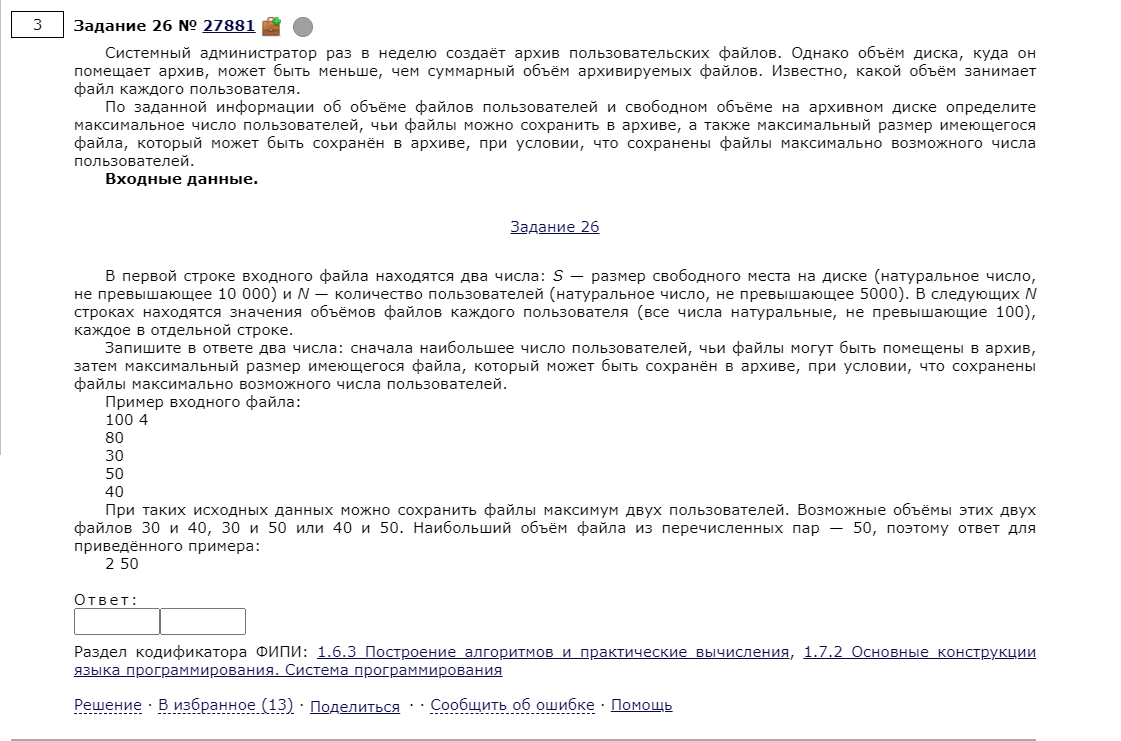 3
Задание 26 № 27881
Системный администратор раз в неделю создаёт архив пользовательских файлов. Однако объём диска, куда он
помещает архив, может быть меньше, чем суммарный объём архивируемых файлов. Известно, какой объём занимает
файл каждого пользователя.
По заданной информации об объёме файлов пользователей и свободном объёме на архивном диске определите
максимальное число пользователей, чьи файлы можно сохранить в архиве, а также максимальный размер имеющегося
файла, который может быть сохранён в архиве, при условии, что сохранены файлы максимально возможного числа
пользователей.
Входные данные.
Задание 26
В первой строке входного файла находятся два числа: S — размер свободного места на диске (натуральное число,
не превышающее 10 000) и N — количество пользователей (натуральное число, не превышающее 5000). В следующих N
строках находятся значения объёмов файлов каждого пользователя (все числа натуральные, не превышающие 100),
каждое в отдельной строке.
Запишите в ответе два числа: сначала наибольшее число пользователей, чьи файлы могут быть помещены в архив,
затем максимальный размер имеющегося файла, который может быть сохранён в архиве, при условии, что сохранены
файлы максимально возможного числа пользователей.
Пример входного файла:
100 4
80
30
50
40
При таких исходных данных можно сохранить файлы максимум двух пользователей. Возможные объёмы этих двух
файлов 30 и 40, 30 и 50 или 40 и 50. Наибольший объём файла из перечисленных пар — 50, поэтому ответ для
приведённого примера:
2 50
Ответ:
Раздел кодификатора ФИПИ: 1.6.3 Построение алгоритмов и практические вычисления, 1.7.2 Основные конструкции
языка программирования. Система программирования
Решение · В избранное (13) · Поделиться · · Сообщить об ошибке · Помощь